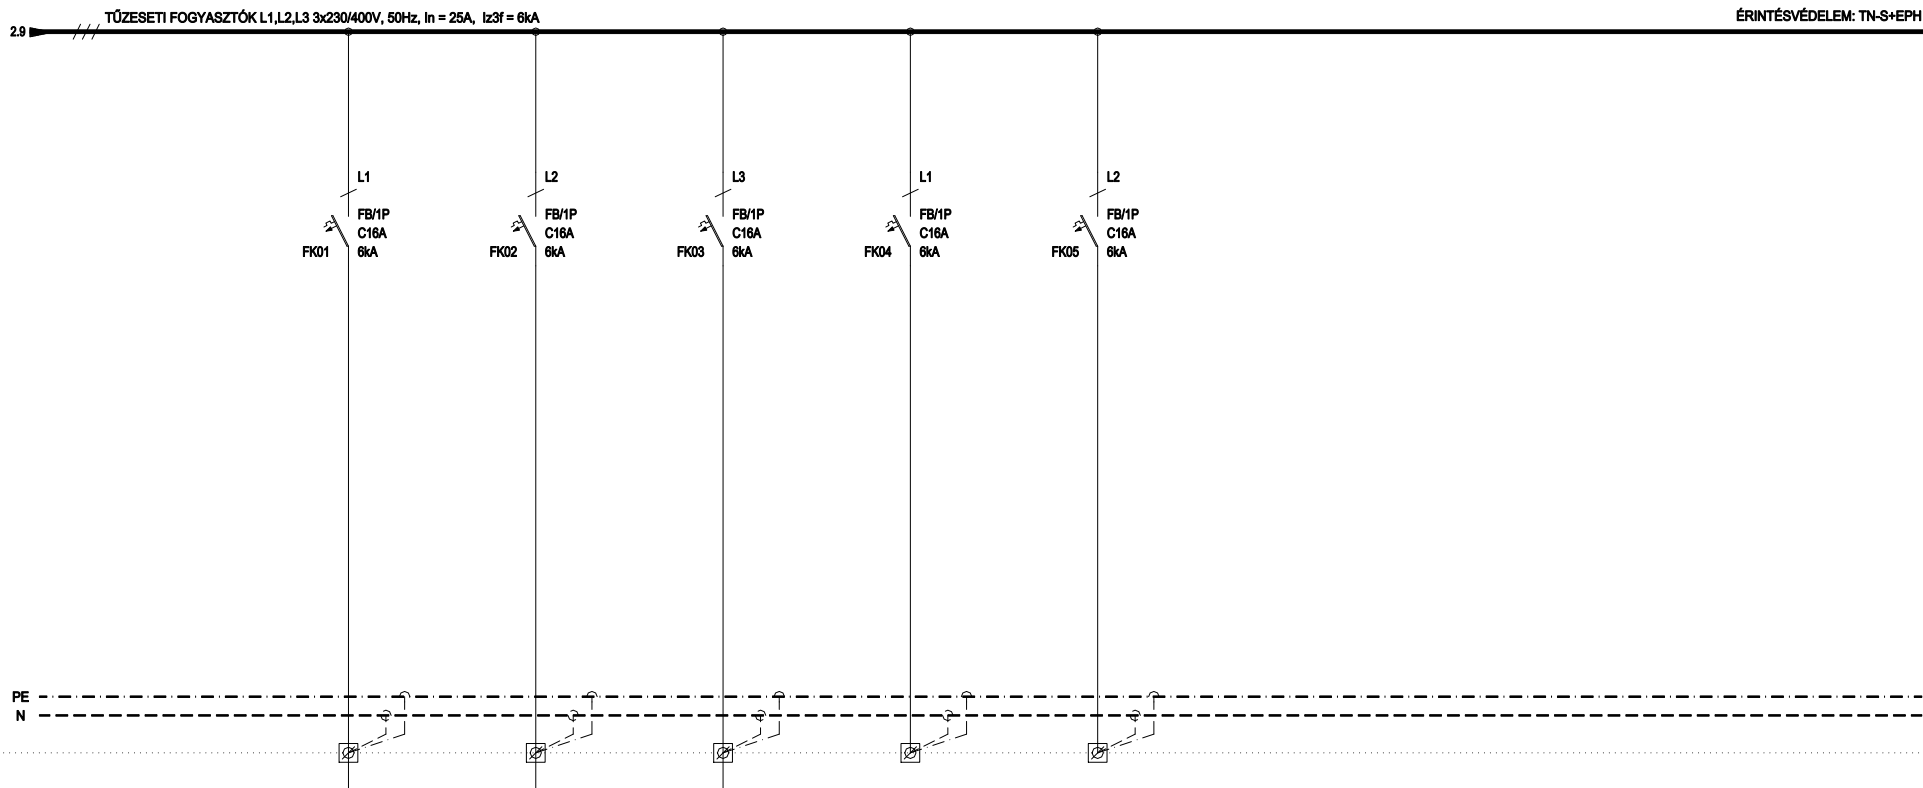 TŰZESETI FOGYASZTÓK L1,L2,L3 3x230/400V, 50Hz, In = 25A, Iz3f = 6kA
ÉRINTÉSVÉDELEM: TN-S+EPH
2.9
L1
L2
L3
L1
L2
FB/1P
C16A
6kA
FK01
FB/1P
C16A
6kA
FK02
FB/1P
C16A
6kA
FK03
FB/1P
C16A
6kA
FK04
FB/1P
C16A
6kA
FK05
PE
N